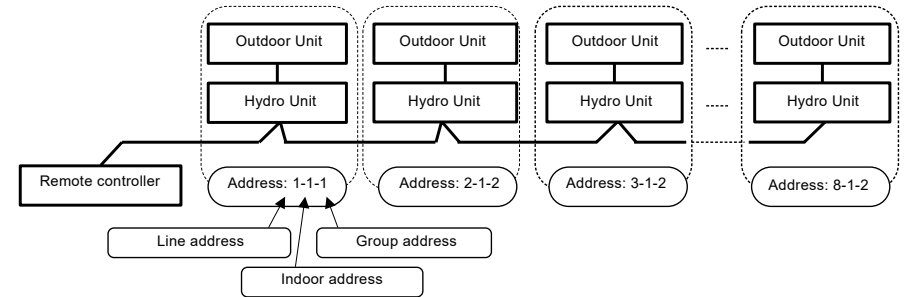 Outdoor Unit
Outdoor Unit
Outdoor Unit
Outdoor Unit
Hydro Unit
Hydro Unit
Hydro Unit
Hydro Unit
Remote controller
Address: 1-1-1
Address: 2-1-2
Address: 3-1-2
Address: 8-1-2
Line address
Group address
Indoor address